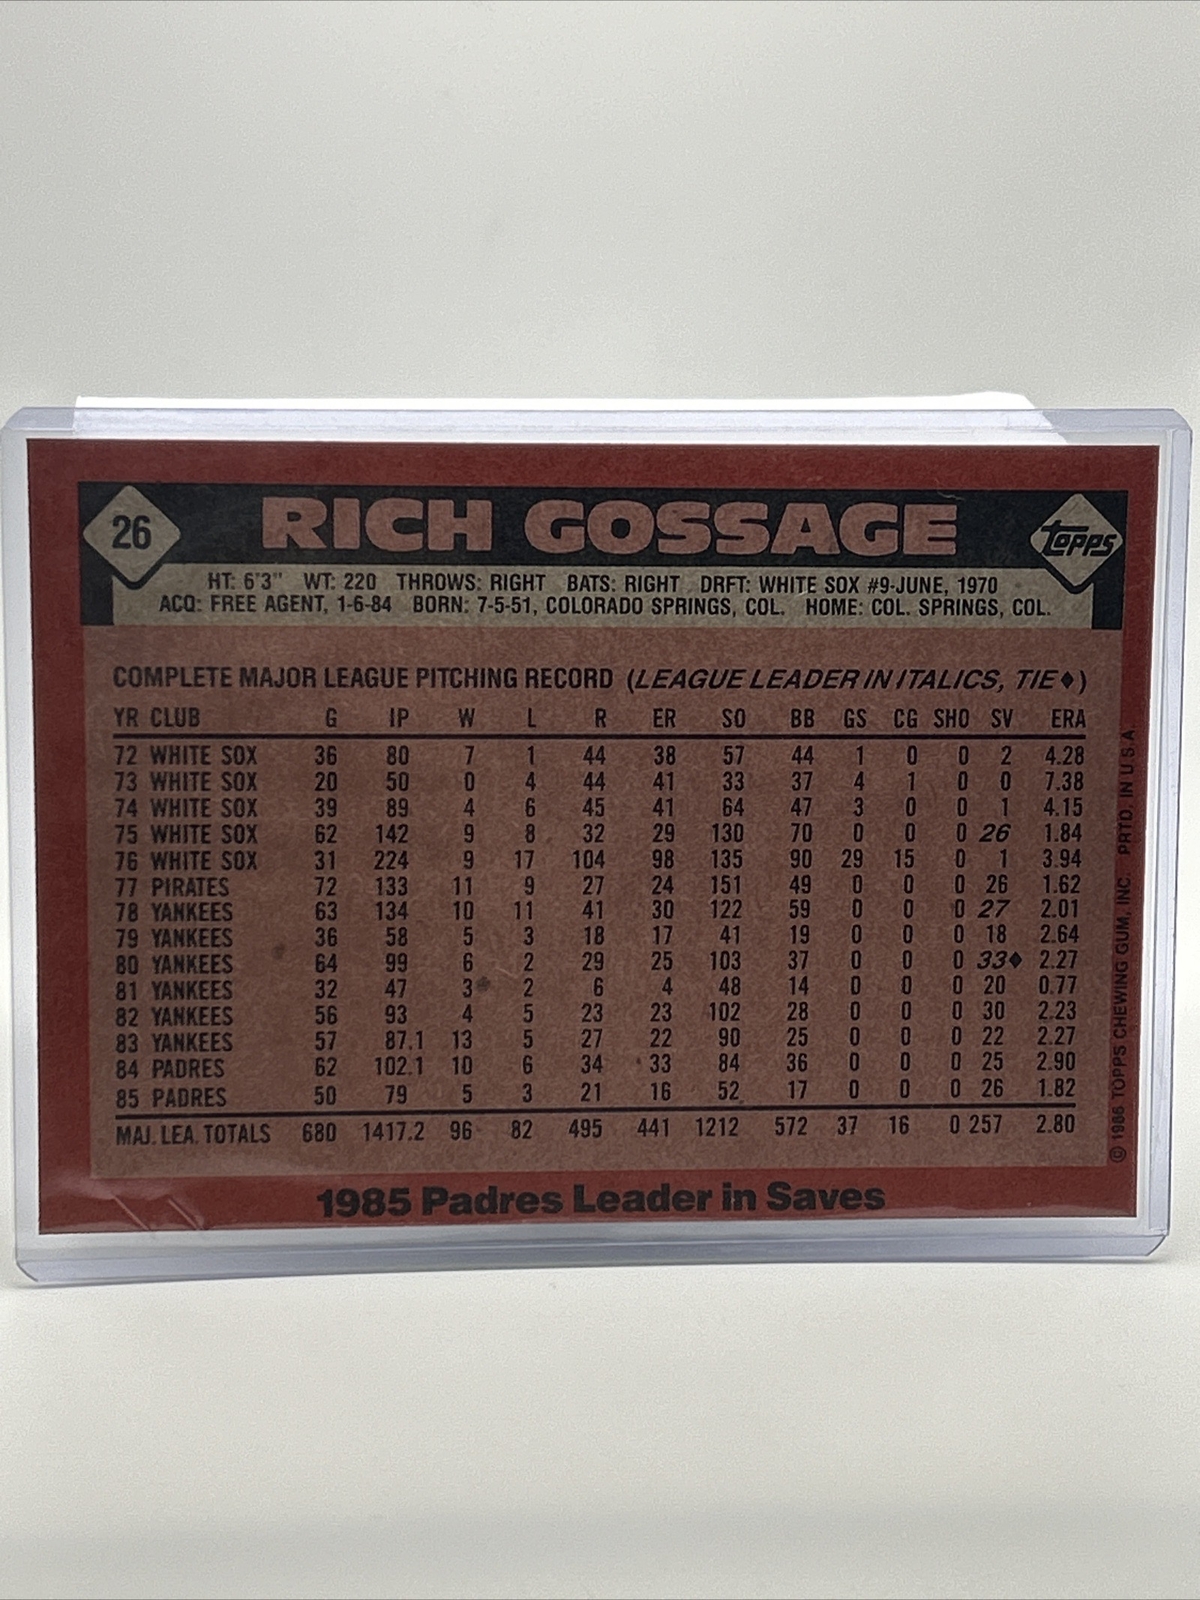 26
RICH GOSSAGE
Topps
HT: 6'3" WT: 220 THROWS: RIGHT BATS: RIGHT DRFT: WHITE SOX #9-JUNE, 1970
ACQ: FREE AGENT, 1-6-84 BORN: 7-5-51, COLORADO SPRINGS, COL. HOME: COL. SPRINGS, COL.
COMPLETE MAJOR LEAGUE PITCHING RECORD (LEAGUE LEADER IN ITALICS, TIE♦)
YR CLUB G IP W L R ER SO BB GS CG SHO SV ERA
72 WHITE SOX 36 80 7 1 44 38 57 44 1 0 0 2 4.28
73 WHITE SOX 20 50 0 4 44 41 33 37 4 1 0 0 7.38
74 WHITE SOX 39 89 4 6 45 41 64 47 3 0 0 1 4.15
75 WHITE SOX 62 142 9 8 32 29 130 70 0 0 0 26 1.84
76 WHITE SOX 31 224 9 17 104 98 135 90 29 15 0 1 3.94
77 PIRATES 72 133 11 9 27 24 151 49 0 0 0 26 1.62
78 YANKEES 63 134 10 11 41 30 122 59 0 0 0 27 2.01
79 YANKEES 36 58 5 3 18 17 41 19 0 0 0 18 2.64
80 YANKEES 64 99 6 2 29 25 103 37 0 0 0 33♦ 2.27
81 YANKEES 32 47 3 2 6 4 48 14 0 0 0 20 0.77
82 YANKEES 56 93 4 5 23 23 102 28 0 0 0 30 2.23
83 YANKEES 57 87.1 13 5 27 22 90 25 0 0 0 22 2.27
84 PADRES 62 102.1 10 6 34 33 84 36 0 0 0 25 2.90
85 PADRES 50 79 5 3 21 16 52 17 0 0 0 26 1.82
MAJ. LEA. TOTALS 680 1417.2 96 82 495 441 1212 572 37 16 0 257 2.80
1985 Padres Leader in Saves
© 1986 TOPPS CHEWING GUM, INC. PRTD. IN U.S.A.